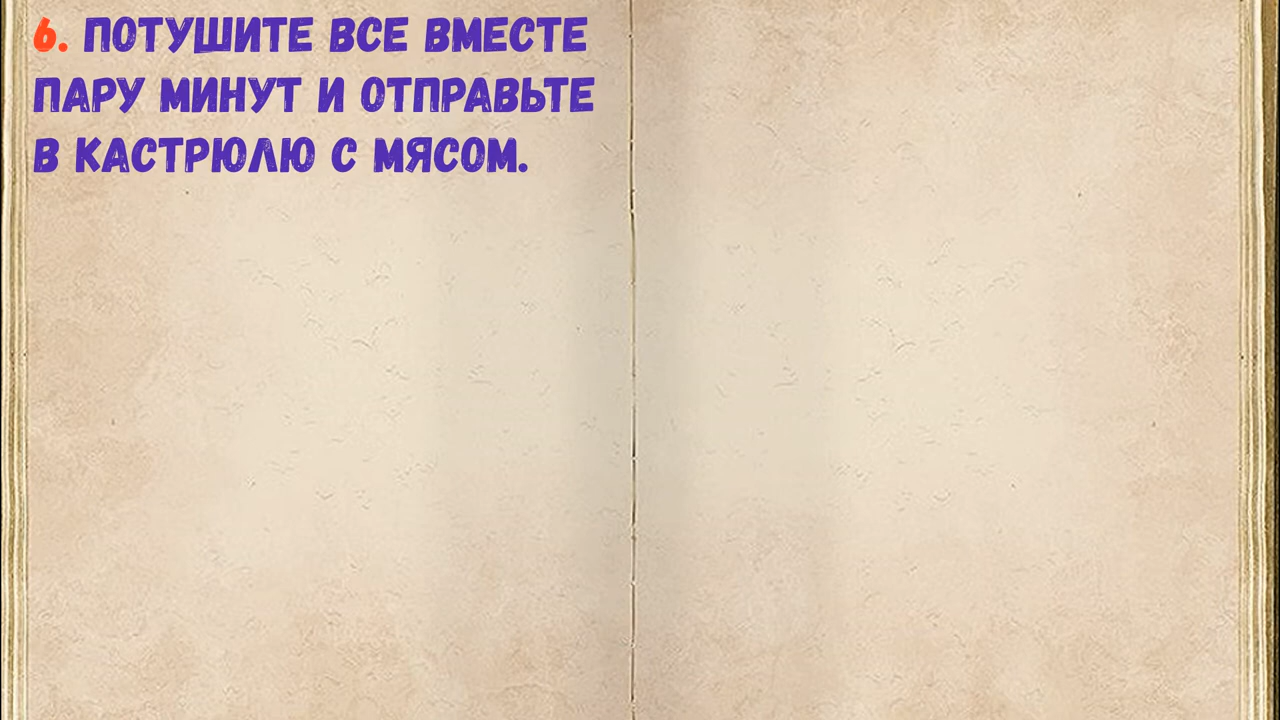 6. ПОТУШИТЕ ВСЕ ВМЕСТЕ
ПАРУ МИНУТ И ОТПРАВЬТЕ
В КАСТРЮЛЮ С МЯСОМ.